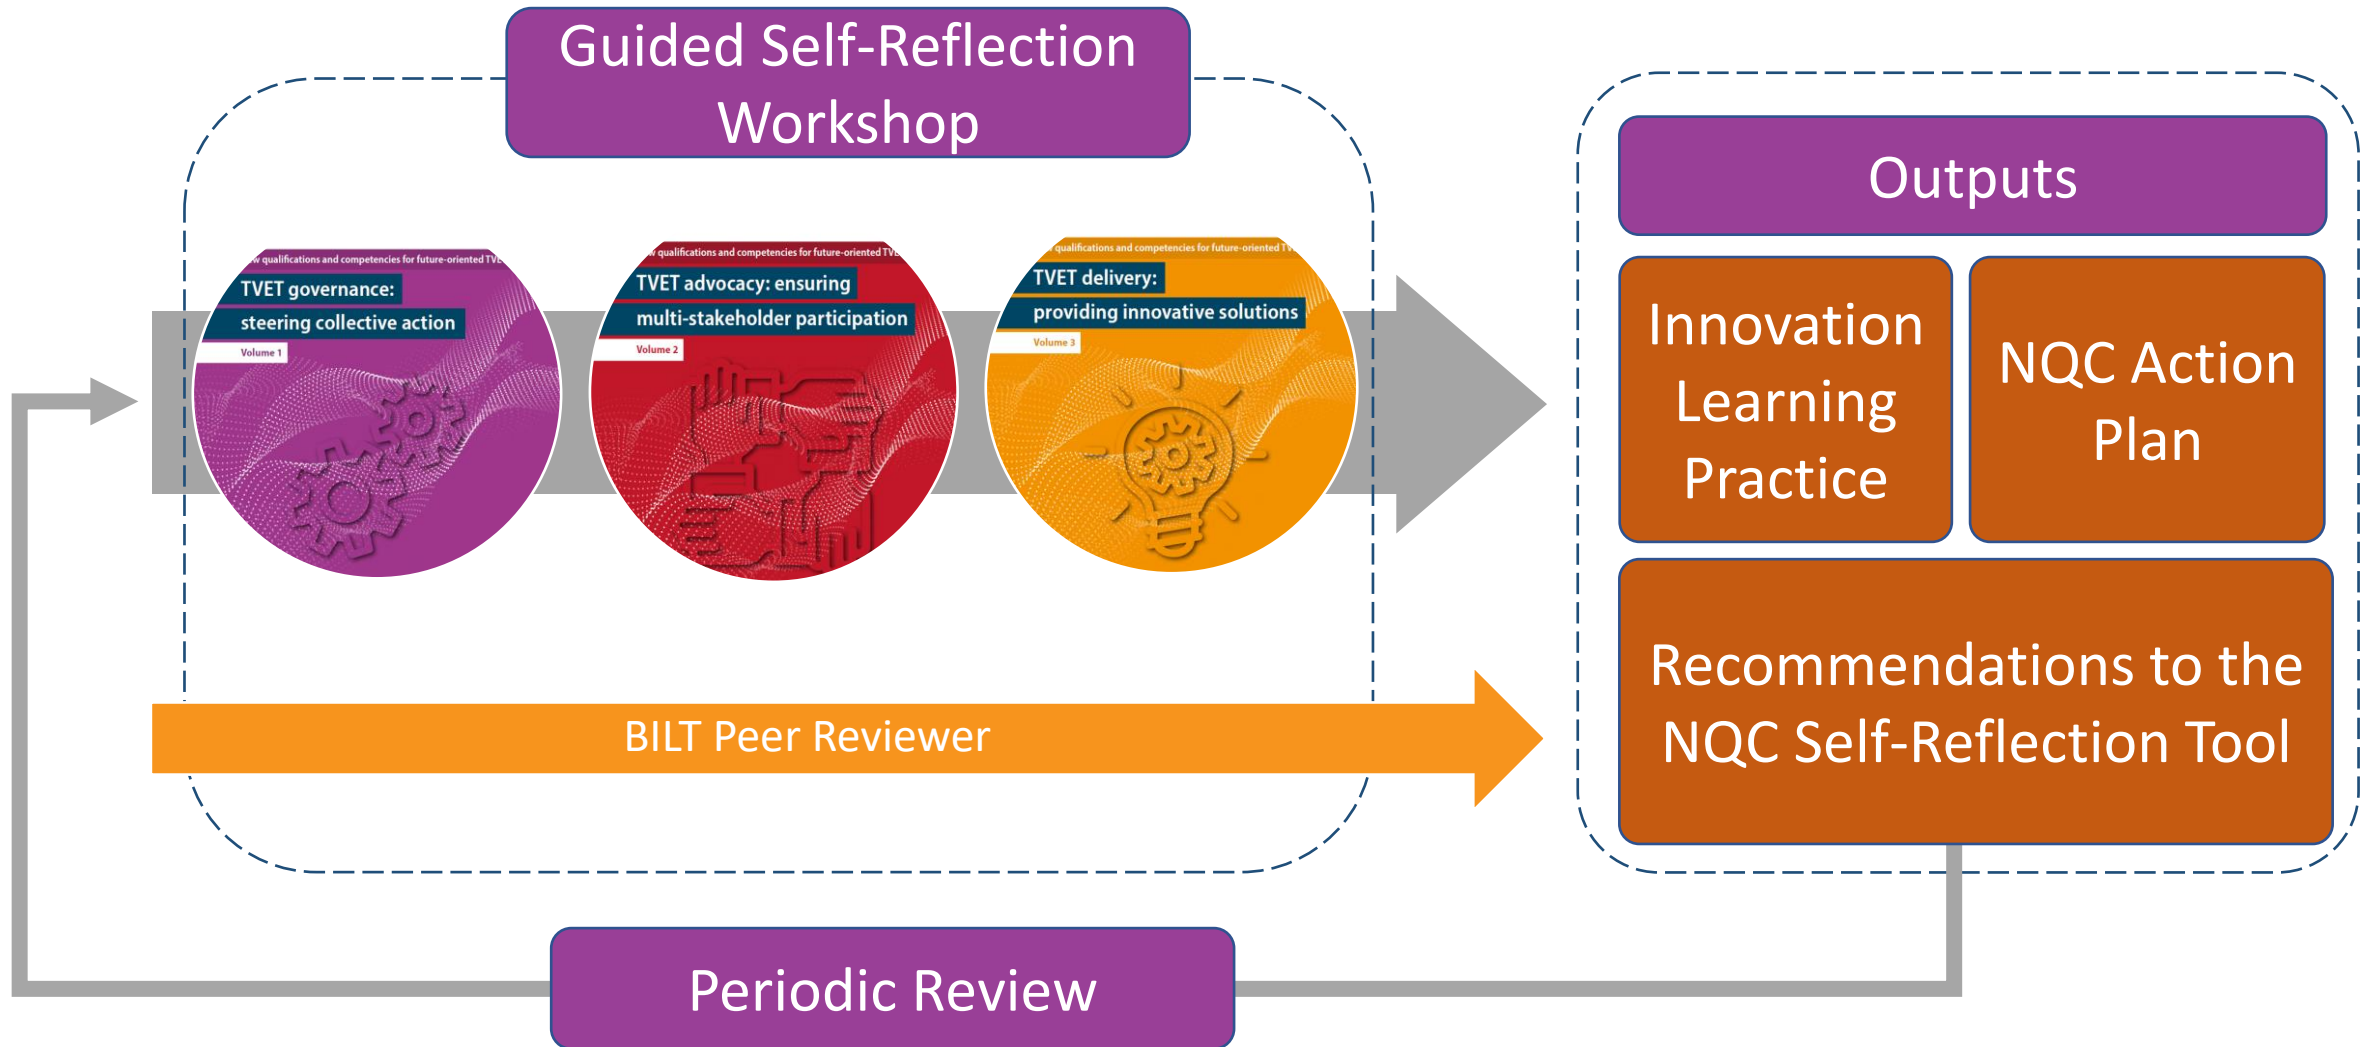 Guided Self-Reflection
Workshop
qualifications and competencies for future-oriented
TVET governance:
steering collective action
Volume 1
qualifications and competencies for future-oriented
TVET advocacy: ensuring
multi-stakeholder participation
Volume 2
qualifications and competencies for future-oriented
TVET delivery:
providing innovative solutions
Volume 3
BILT Peer Reviewer
Outputs
Innovation
Learning
Practice
NQC Action
Plan
Recommendations to the
NQC Self-Reflection Tool
Periodic Review